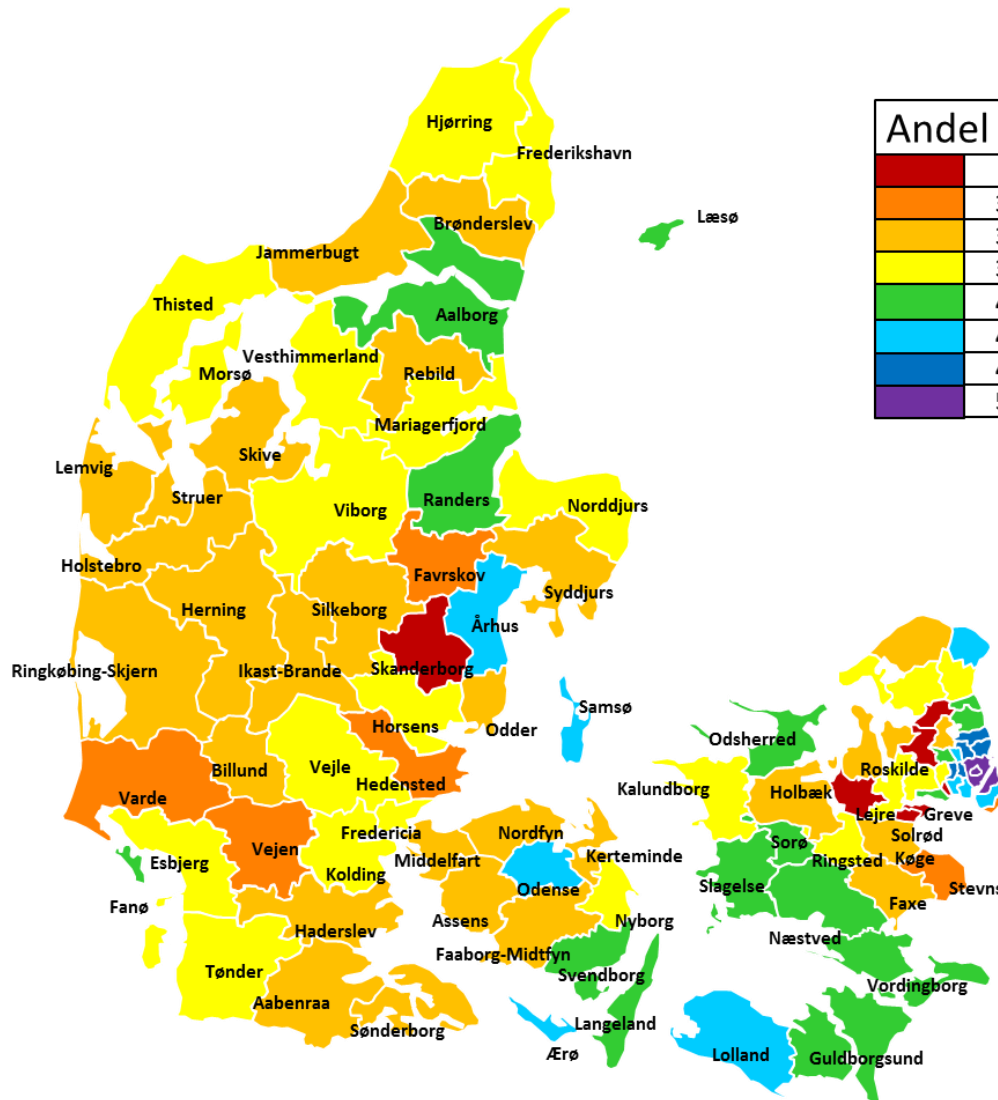 Hjørring
Frederikshavn
Andel
Læsø
Brønderslev
Jammerbugt
Thisted
Aalborg
Vesthimmerland
Morsø
Rebild
Mariagerfjord
Lemvig
Skive
Struer
Randers
Viborg
Norddjurs
Holstebro
Favrskov
Syddjurs
Herning
Silkeborg
Århus
Ringkøbing-Skjern
Ikast-Brande
Skanderborg
Samsø
Horsens
Odder
Odsherred
Vejle
Billund
Hedensted
Kalundborg
Roskilde
Holbæk
Varde
Lejre
Greve
Fredericia
Nordfyn
Solrød
Vejen
Sorø
Esbjerg
Middelfart
Kerteminde
Ringsted
Køge
Kolding
Odense
Slagelse
Stevns
Fanø
Assens
Nyborg
Faxe
Haderslev
Næstved
Faaborg-Midtfyn
Tønder
Svendborg
Vordingborg
Aabenraa
Langeland
Sønderborg
Ærø
Lolland
Guldborgsund